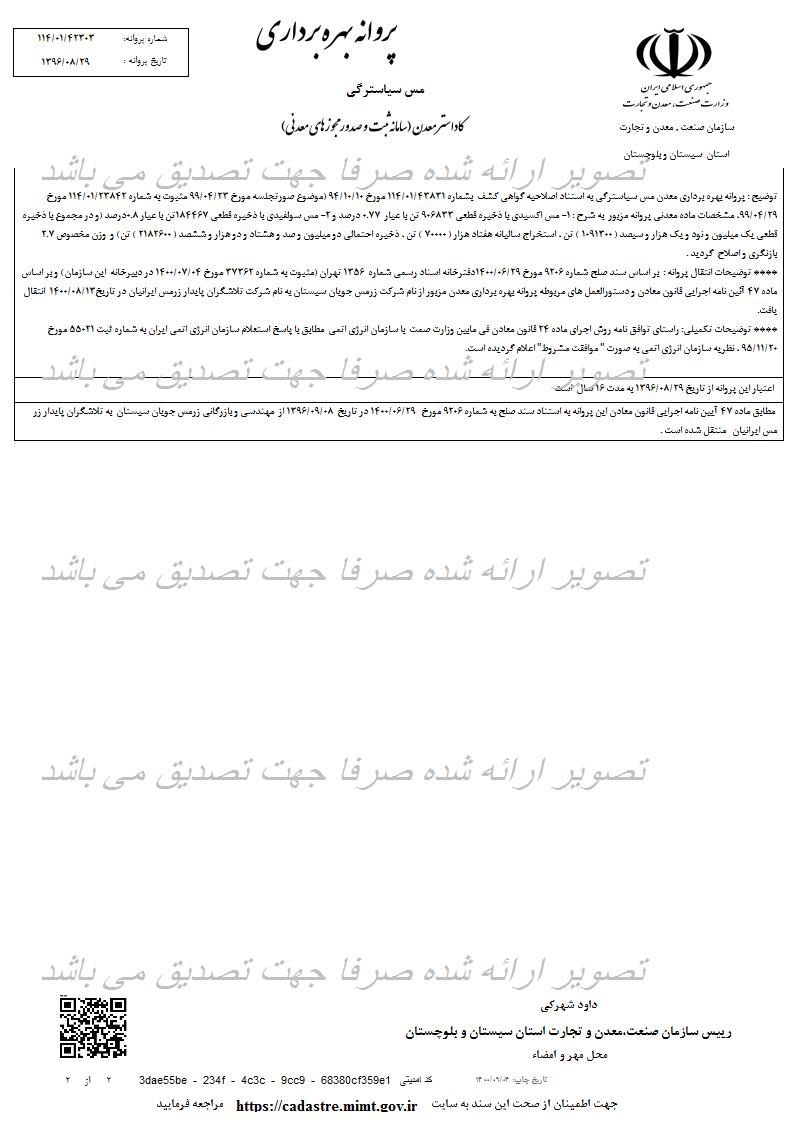 پروانه بهره برداری
شماره پروانه: ۱۱۴/۰۱/۴۲۳۰۳
تاریخ پروانه : ۱۳۹۶/۰۸/۲۹
مس سیاسترگی
کاداستر معدن (سامانه ثبت و صدور مجوزهای معدنی)
جمهوری اسلامی ایران
وزارت صنعت، معدن و تجارت
سازمان صنعت ، معدن و تجارت
استان سیستان وبلوچستان
تصویر ارائه شده صرفا جهت تصدیق می باشد
توضیح : پروانه بهره برداری معدن مس سیاسترگی به استناد اصلاحیه گواهی کشف بشماره ۱۱۴/۰۱/۴۳۸۳۱ مورخ ۹۴/۱۰/۱۰ (موضوع صورتجلسه مورخ ۹۹/۰۴/۲۳ مثبوت به شماره ۱۱۴/۰۱/۲۳۸۴۲ مورخ
۹۹/۰۴/۲۹، مشخصات ماده معدنی پروانه مزبور به شرح : ۱- مس اکسیدی با ذخیره قطعی ۹۰۶۸۳۳ تن با عیار ۰.۷۷ درصد و ۲- مس سولفیدی با ذخیره قطعی ۱۸۴۴۶۷تن با عیار ۰.۸درصد (و در مجموع با ذخیره
قطعی یک میلیون و نود و یک هزار و سیصد ( ۱۰۹۱۳۰۰ ) تن ، استخراج سالیانه هفتاد هزار ( ۷۰۰۰۰ ) تن ، ذخیره احتمالی دو میلیون و صد و هشتاد و دو هزار و ششصد ( ۲۱۸۲۶۰۰ تن) و وزن مخصوص ۲.۷
بازنگری و اصلاح گردید .
**** توضیحات انتقال پروانه : بر اساس سند صلح شماره ۹۲۰۶ مورخ ۱۴۰۰/۰۶/۲۹دفترخانه اسناد رسمی شماره ۱۳۵۶ تهران (مثبوت به شماره ۳۷۳۶۲ مورخ ۱۴۰۰/۰۷/۰۴ در دبیرخانه این سازمان) و بر اساس
ماده ۴۷ آئین نامه اجرایی قانون معادن و دستورالعمل های مربوطه پروانه بهره برداری معدن مزبور از نام شرکت زرمس جویان سیستان به نام شرکت تلاشگران پایدار زرمس ایرانیان در تاریخ۱۴۰۰/۰۸/۱۳ انتقال
یافت.
**** توضیحات تکمیلی: راستای توافق نامه روش اجرای ماده ۲۴ قانون معادن فی مابین وزارت صمت با سازمان انرژی اتمی مطابق با پاسخ استعلام سازمان انرژی اتمی ایران به شماره ثبت ۵۵۰۲۱ مورخ
۹۵/۱۱/۲۰ ، نظریه سازمان انرژی اتمی به صورت " موافقت مشروط" اعلام گردیده است.
تصویر ارائه شده صرفا جهت تصدیق می باشد
اعتبار این پروانه از تاریخ ۱۳۹۶/۰۸/۲۹ به مدت ۱۶ سال است
مطابق ماده ۴۷ آیین نامه اجرایی قانون معادن این پروانه به استناد سند صلح به شماره ۹۲۰۶ مورخ ۱۴۰۰/۰۶/۲۹ در تاریخ ۱۳۹۶/۰۹/۰۸ از مهندسی و بازرگانی زرمس جویان سیستان به تلاشگران پایدار زر
مس ایرانیان منتقل شده است .
تصویر ارائه شده صرفا جهت تصدیق می باشد
تصویر ارائه شده صرفا جهت تصدیق می باشد
تصویر ارائه شده صرفا جهت تصدیق می باشد
داود شهرکی
رییس سازمان صنعت،معدن و تجارت استان سیستان و بلوچستان
محل مهر و امضاء
تاریخ چاپ: ۱۴۰۰/۰۹/۰۴ کد امنیتی 3dae55be - 234f - 4c3c - 9cc9 - 68380cf359e1 ۲ از ۲
جهت اطمینان از صحت این سند به سایت https://cadastre.mimt.gov.ir مراجعه فرمایید